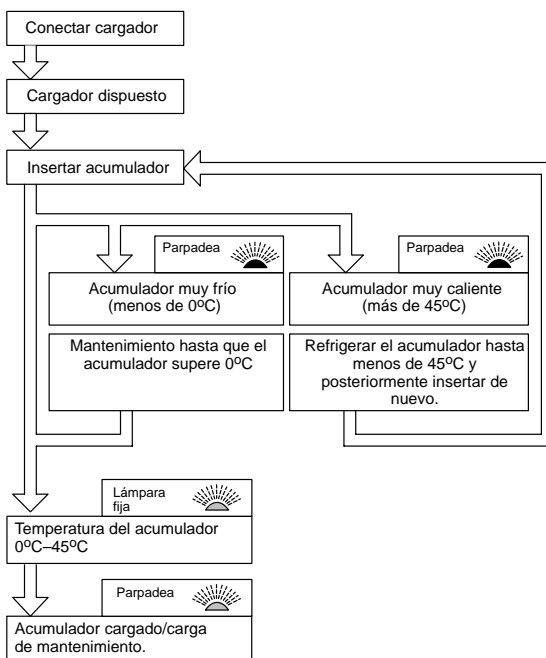 Conectar cargador
Cargador dispuesto
Insertar acumulador
Parpadea
Acumulador muy frío
(menos de 0ºC)
Mantenimiento hasta que el
acumulador supere 0ºC
Parpadea
Acumulador muy caliente
(más de 45ºC)
Refrigerar el acumulador hasta
menos de 45ºC y
posteriormente insertar de
nuevo.
Lámpara
fija
Temperatura del acumulador
0ºC–45ºC
Parpadea
Acumulador cargado/carga
de mantenimiento.